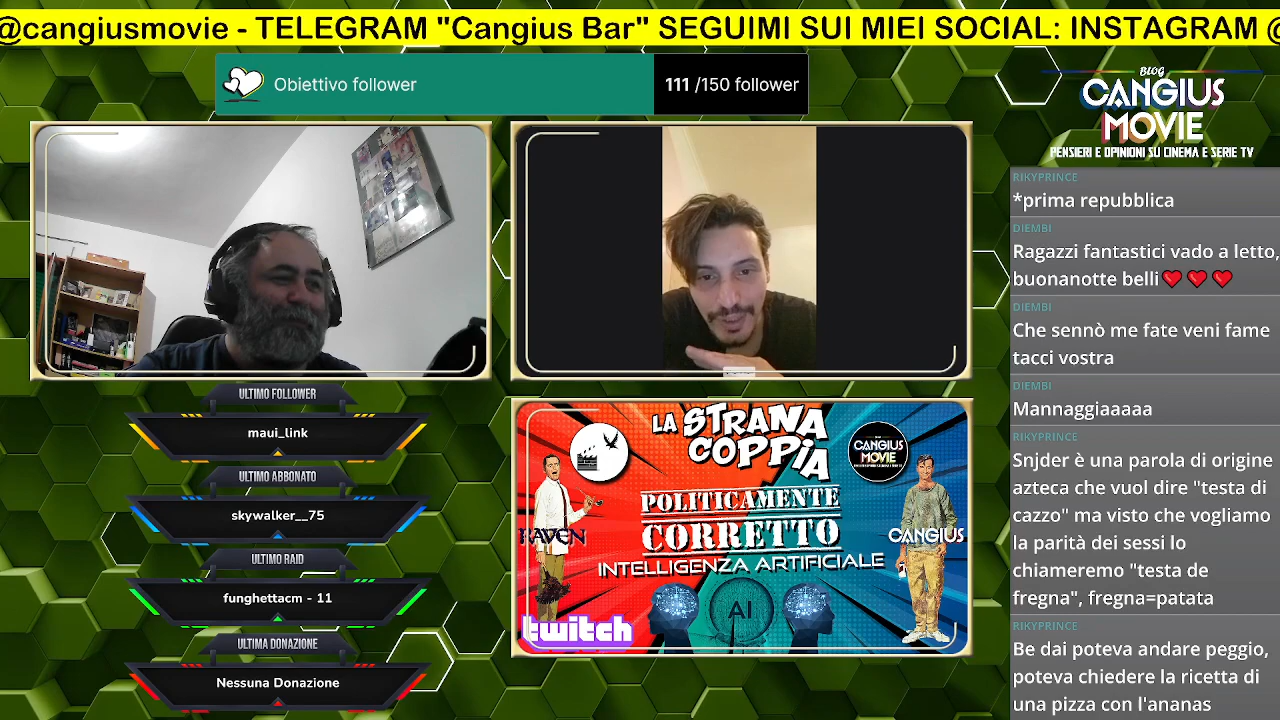 @cangiusmovie - TELEGRAM "Cangius Bar" SEGUIMI SUI MIEI SOCIAL: INSTAGRAM @
Obiettivo follower
111 /150 follower
BLOG
CANGIUS
MOVIE
PENSIERI E OPINIONI SU CINEMA E SERIE TV
RIKYPRINCE
*prima repubblica
DIEMBI
Ragazzi fantastici vado a letto,
buonanotte belli❤️❤️❤️
DIEMBI
Che sennò me fate veni fame
tacci vostra
DIEMBI
Mannaggiaaaaa
RIKYPRINCE
Snjder è una parola di origine
azteca che vuol dire "testa di
cazzo" ma visto che vogliamo
la parità dei sessi lo
chiameremo "testa de
fregna", fregna=patata
RIKYPRINCE
Be dai poteva andare peggio,
poteva chiedere la ricetta di
una pizza con l'ananas
ULTIMO FOLLOWER
maui_link
ULTIMO ABBONATO
skywalker__75
ULTIMO RAID
funghettacm - 11
ULTIMA DONAZIONE
Nessuna Donazione
LA STRANA
COPPIA
CANGIUS
MOVIE
POLITICAMENTE
CORRETTO
INTELLIGENZA ARTIFICIALE
RAVEN
CANGIUS
AI
twitch